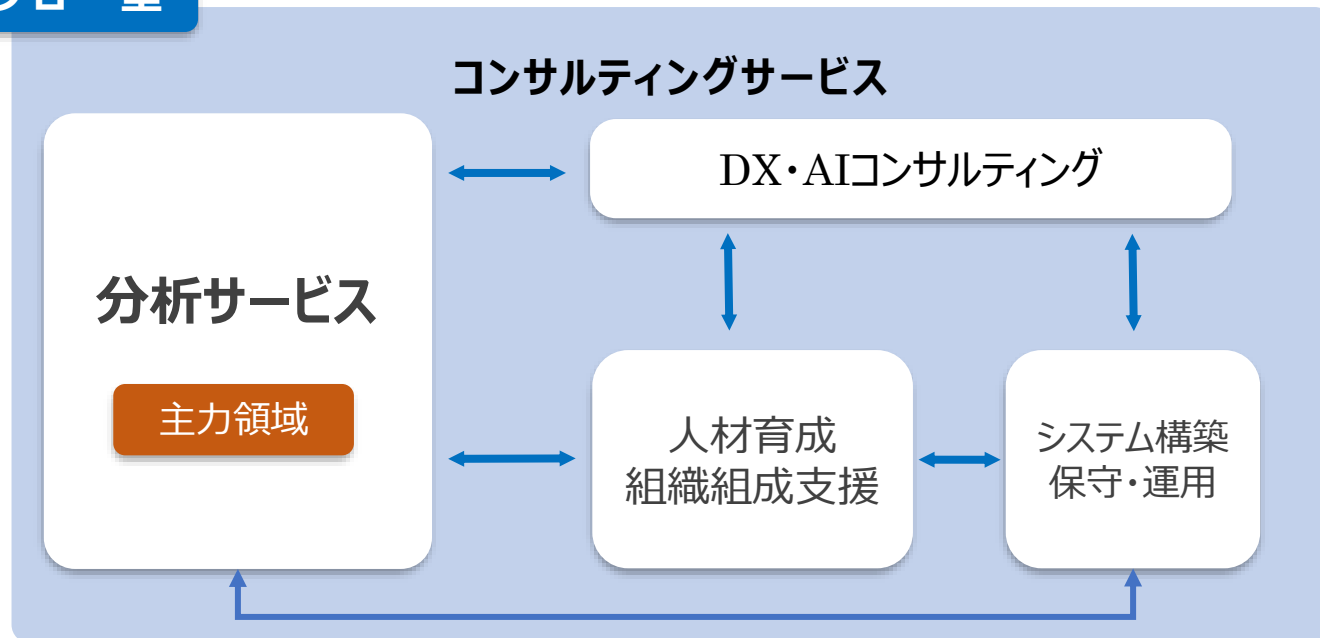 コンサルティングサービス
DX・AIコンサルティング
分析サービス
主力領域
人材育成
組織組成支援
システム構築
保守・運用